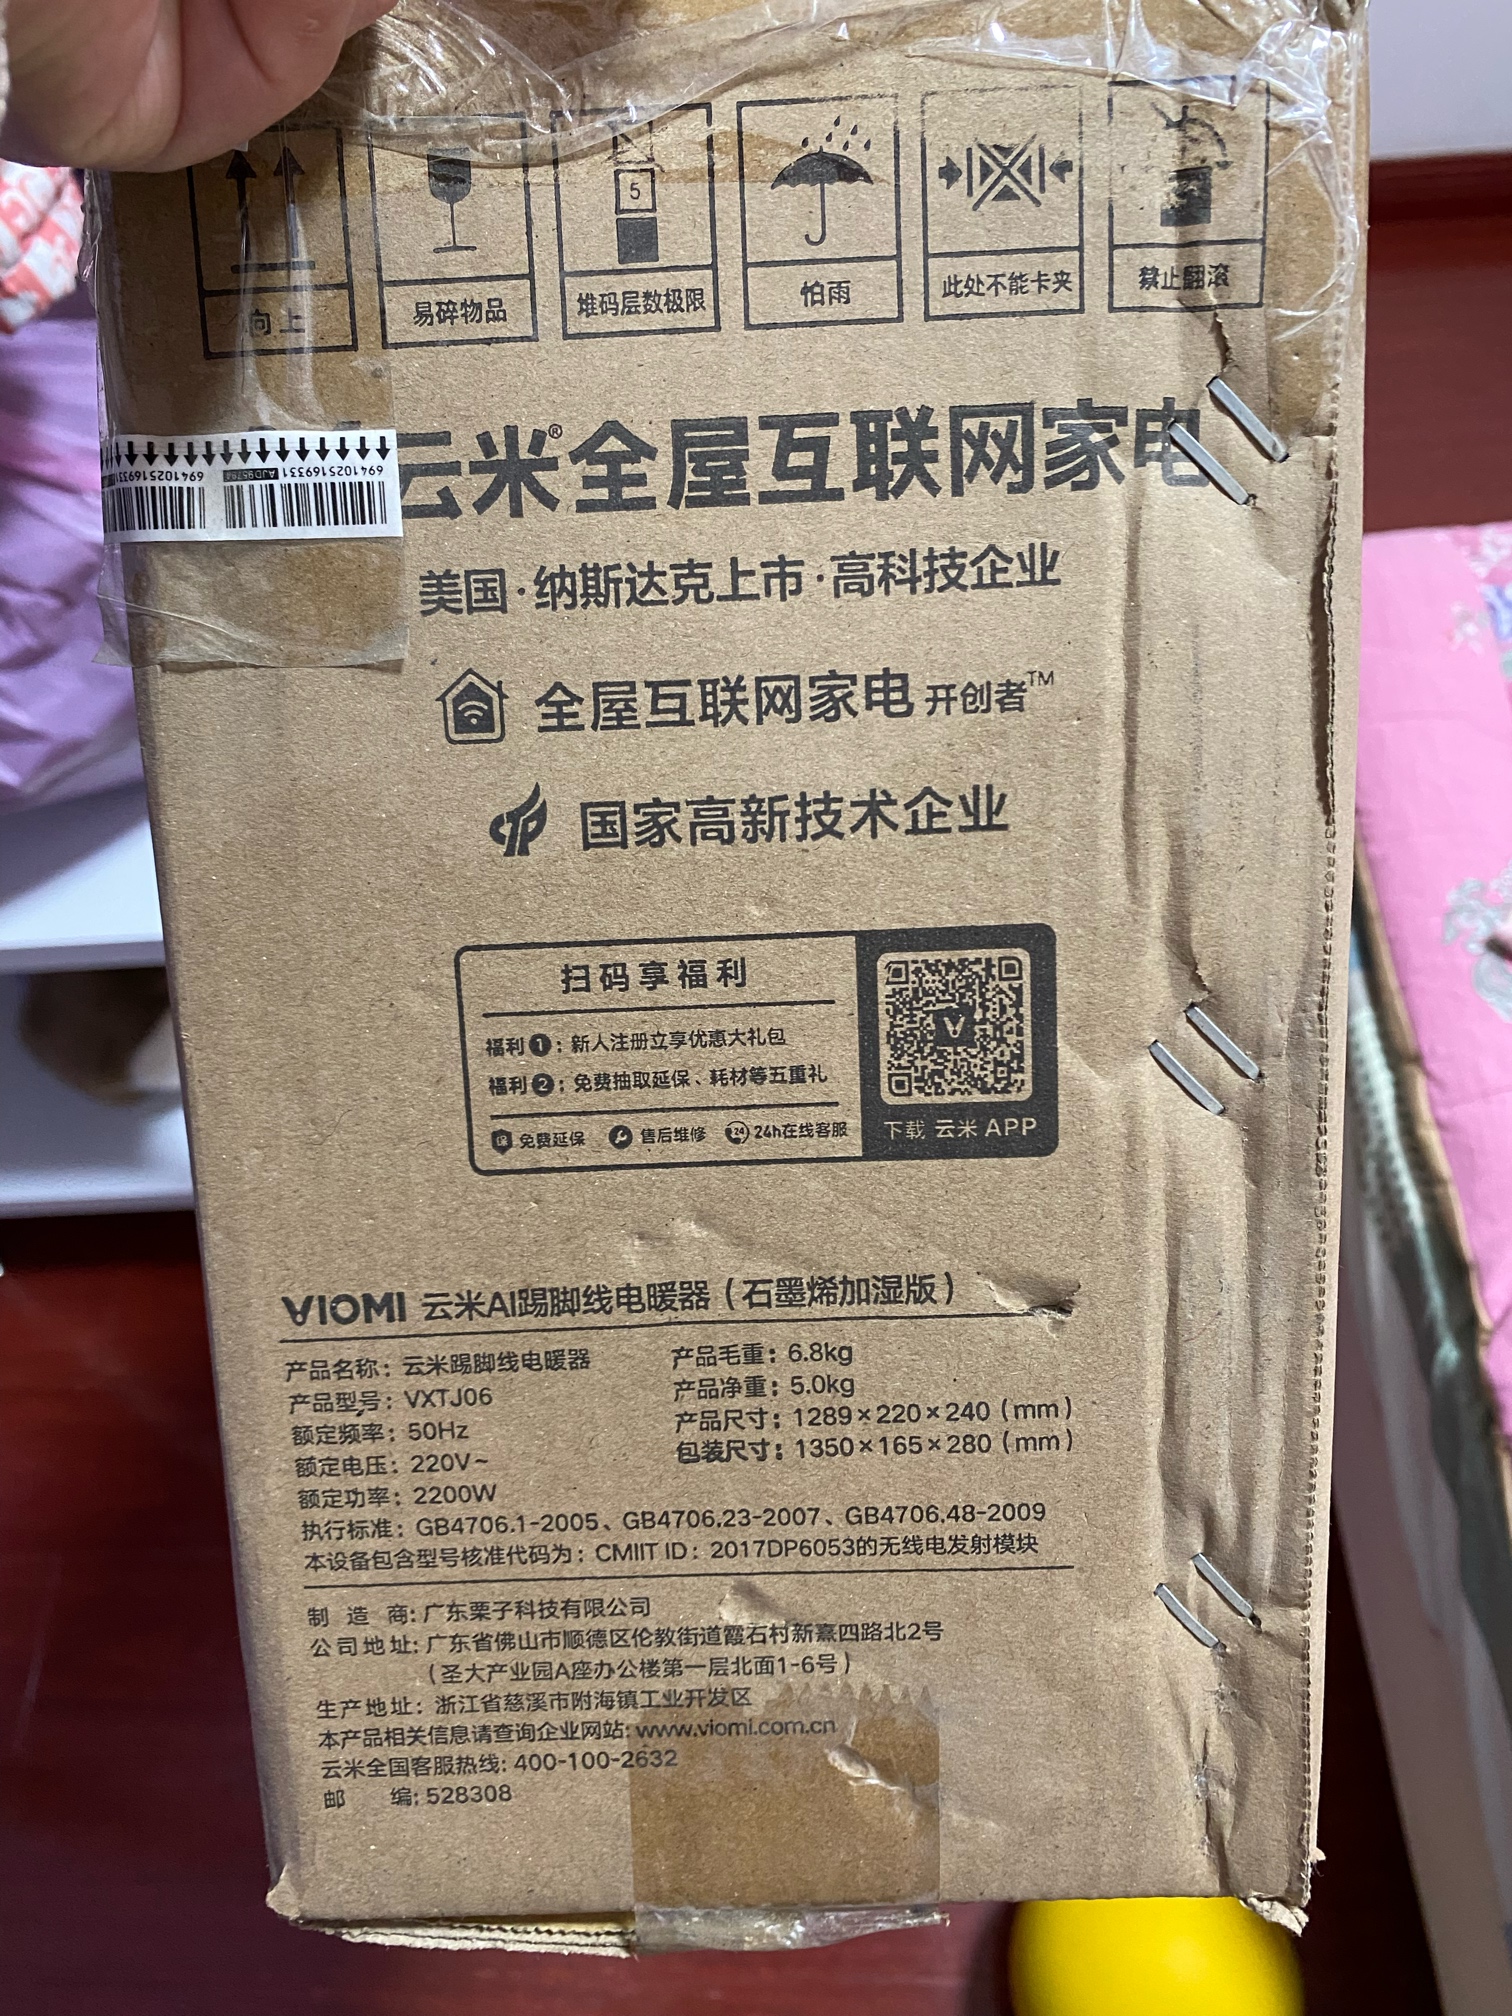 5
向上
易碎物品
堆码层数极限
怕雨
此处不能卡夹
禁止翻滚
云米®全屋互联网家电
6941025169331
6941025169331
美国·纳斯达克上市·高科技企业
全屋互联网家电 开创者™
国家高新技术企业
扫码享福利
福利1：新人注册立享优惠大礼包
福利2：免费抽取延保、耗材等五重礼
保 免费延保 售后维修 24 24h在线客服
下载 云米 APP
VIOMI 云米AI踢脚线电暖器（石墨烯加湿版）
产品名称：云米踢脚线电暖器
产品型号：VXTJ06
额定频率：50Hz
额定电压：220V~
额定功率：2200W
产品毛重：6.8kg
产品净重：5.0kg
产品尺寸：1289×220×240（mm）
包装尺寸：1350×165×280（mm）
执行标准：GB4706.1-2005、GB4706.23-2007、GB4706.48-2009
本设备包含型号核准代码为：CMIIT ID：2017DP6053的无线电发射模块
制 造 商：广东栗子科技有限公司
公司地址：广东省佛山市顺德区伦教街道霞石村新熹四路北2号
（圣大产业园A座办公楼第一层北面1-6号）
生产地址：浙江省慈溪市附海镇工业开发区
本产品相关信息请查询企业网站：www.viomi.com.cn
云米全国客服热线：400-100-2632
邮 编：528308